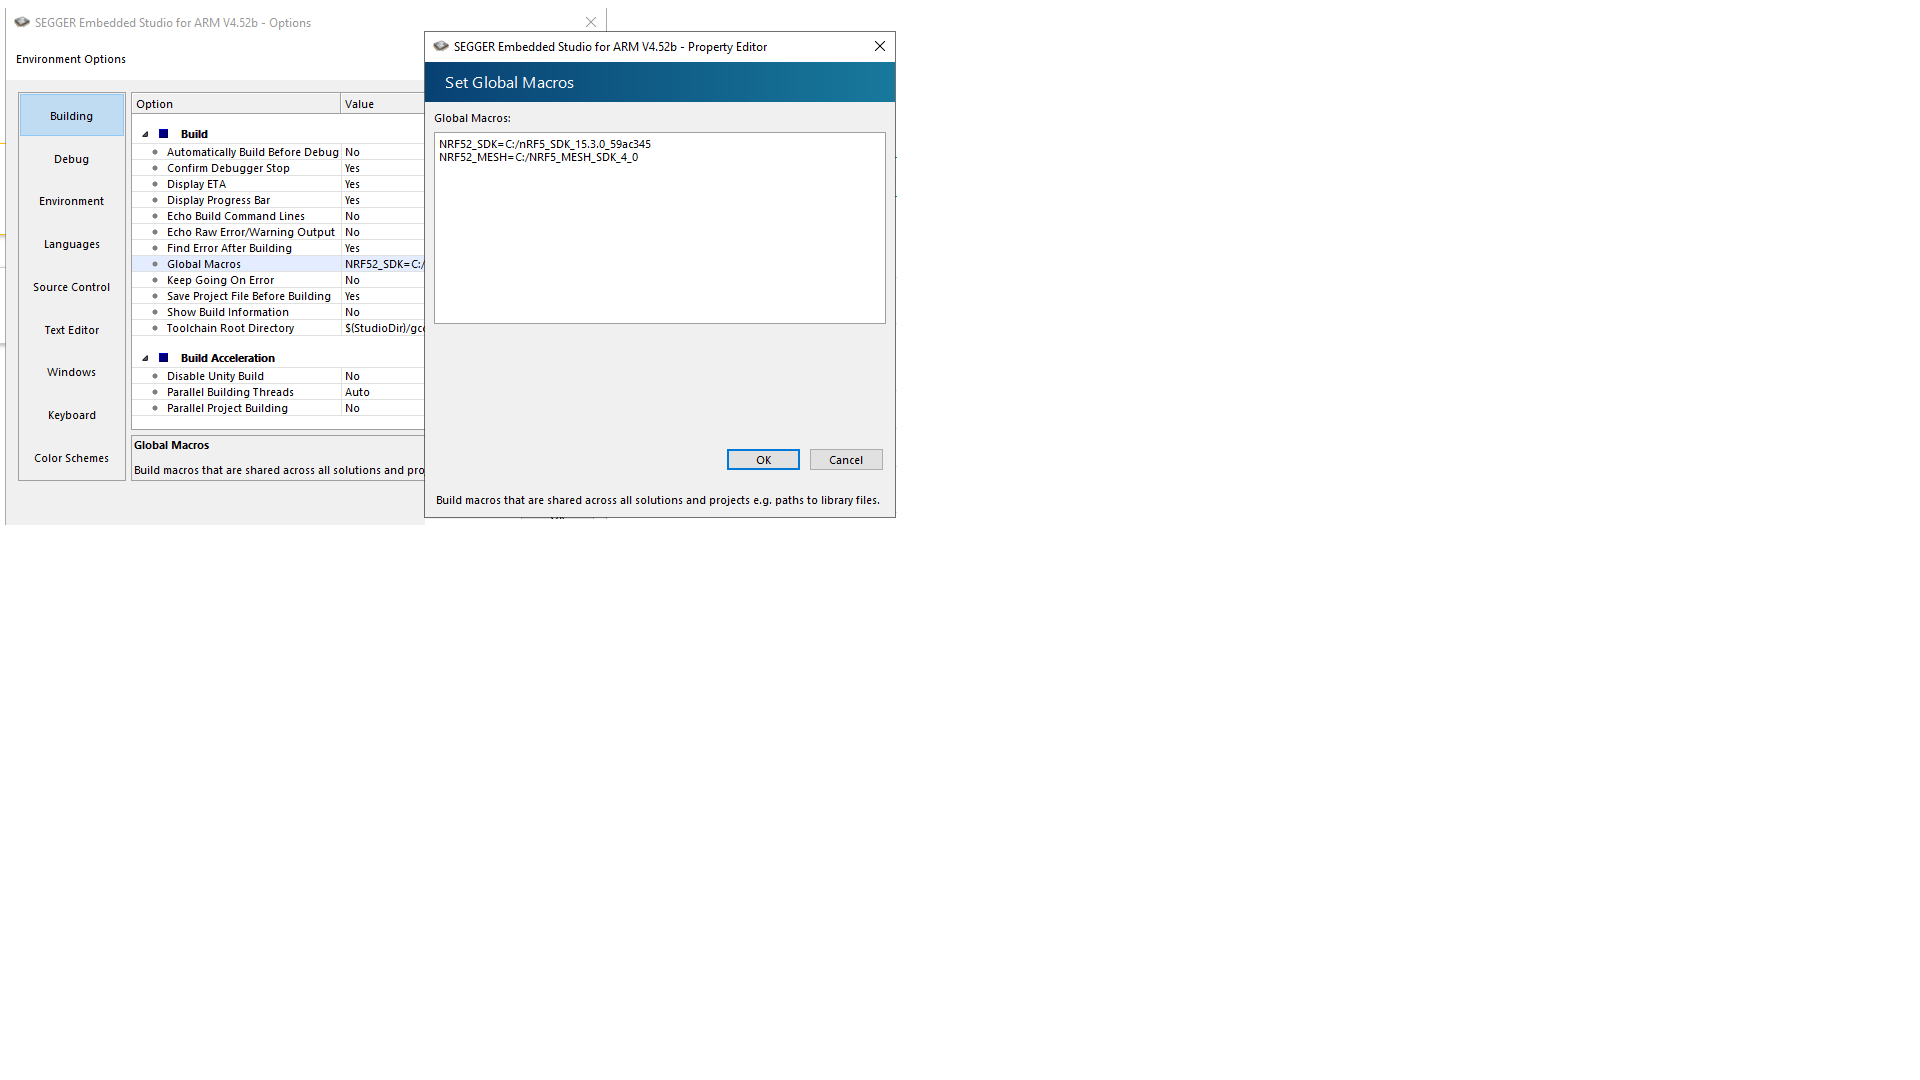 SEGGER Embedded Studio for ARM V4.52b - Options
Environment Options
Building
Debug
Environment
Languages
Source Control
Text Editor
Windows
Keyboard
Color Schemes
Option Value
Build
Automatically Build Before Debug No
Confirm Debugger Stop Yes
Display ETA Yes
Display Progress Bar Yes
Echo Build Command Lines No
Echo Raw Error/Warning Output No
Find Error After Building Yes
Global Macros NRF52_SDK=C:/
Keep Going On Error No
Save Project File Before Building Yes
Show Build Information No
Toolchain Root Directory $(StudioDir)/gc
Build Acceleration
Disable Unity Build No
Parallel Building Threads Auto
Parallel Project Building No
Global Macros
Build macros that are shared across all solutions and pro
SEGGER Embedded Studio for ARM V4.52b - Property Editor
Set Global Macros
Global Macros:
NRF52_SDK=C:/nRF5_SDK_15.3.0_59ac345
NRF52_MESH=C:/NRF5_MESH_SDK_4_0
OK Cancel
Build macros that are shared across all solutions and projects e.g. paths to library files.